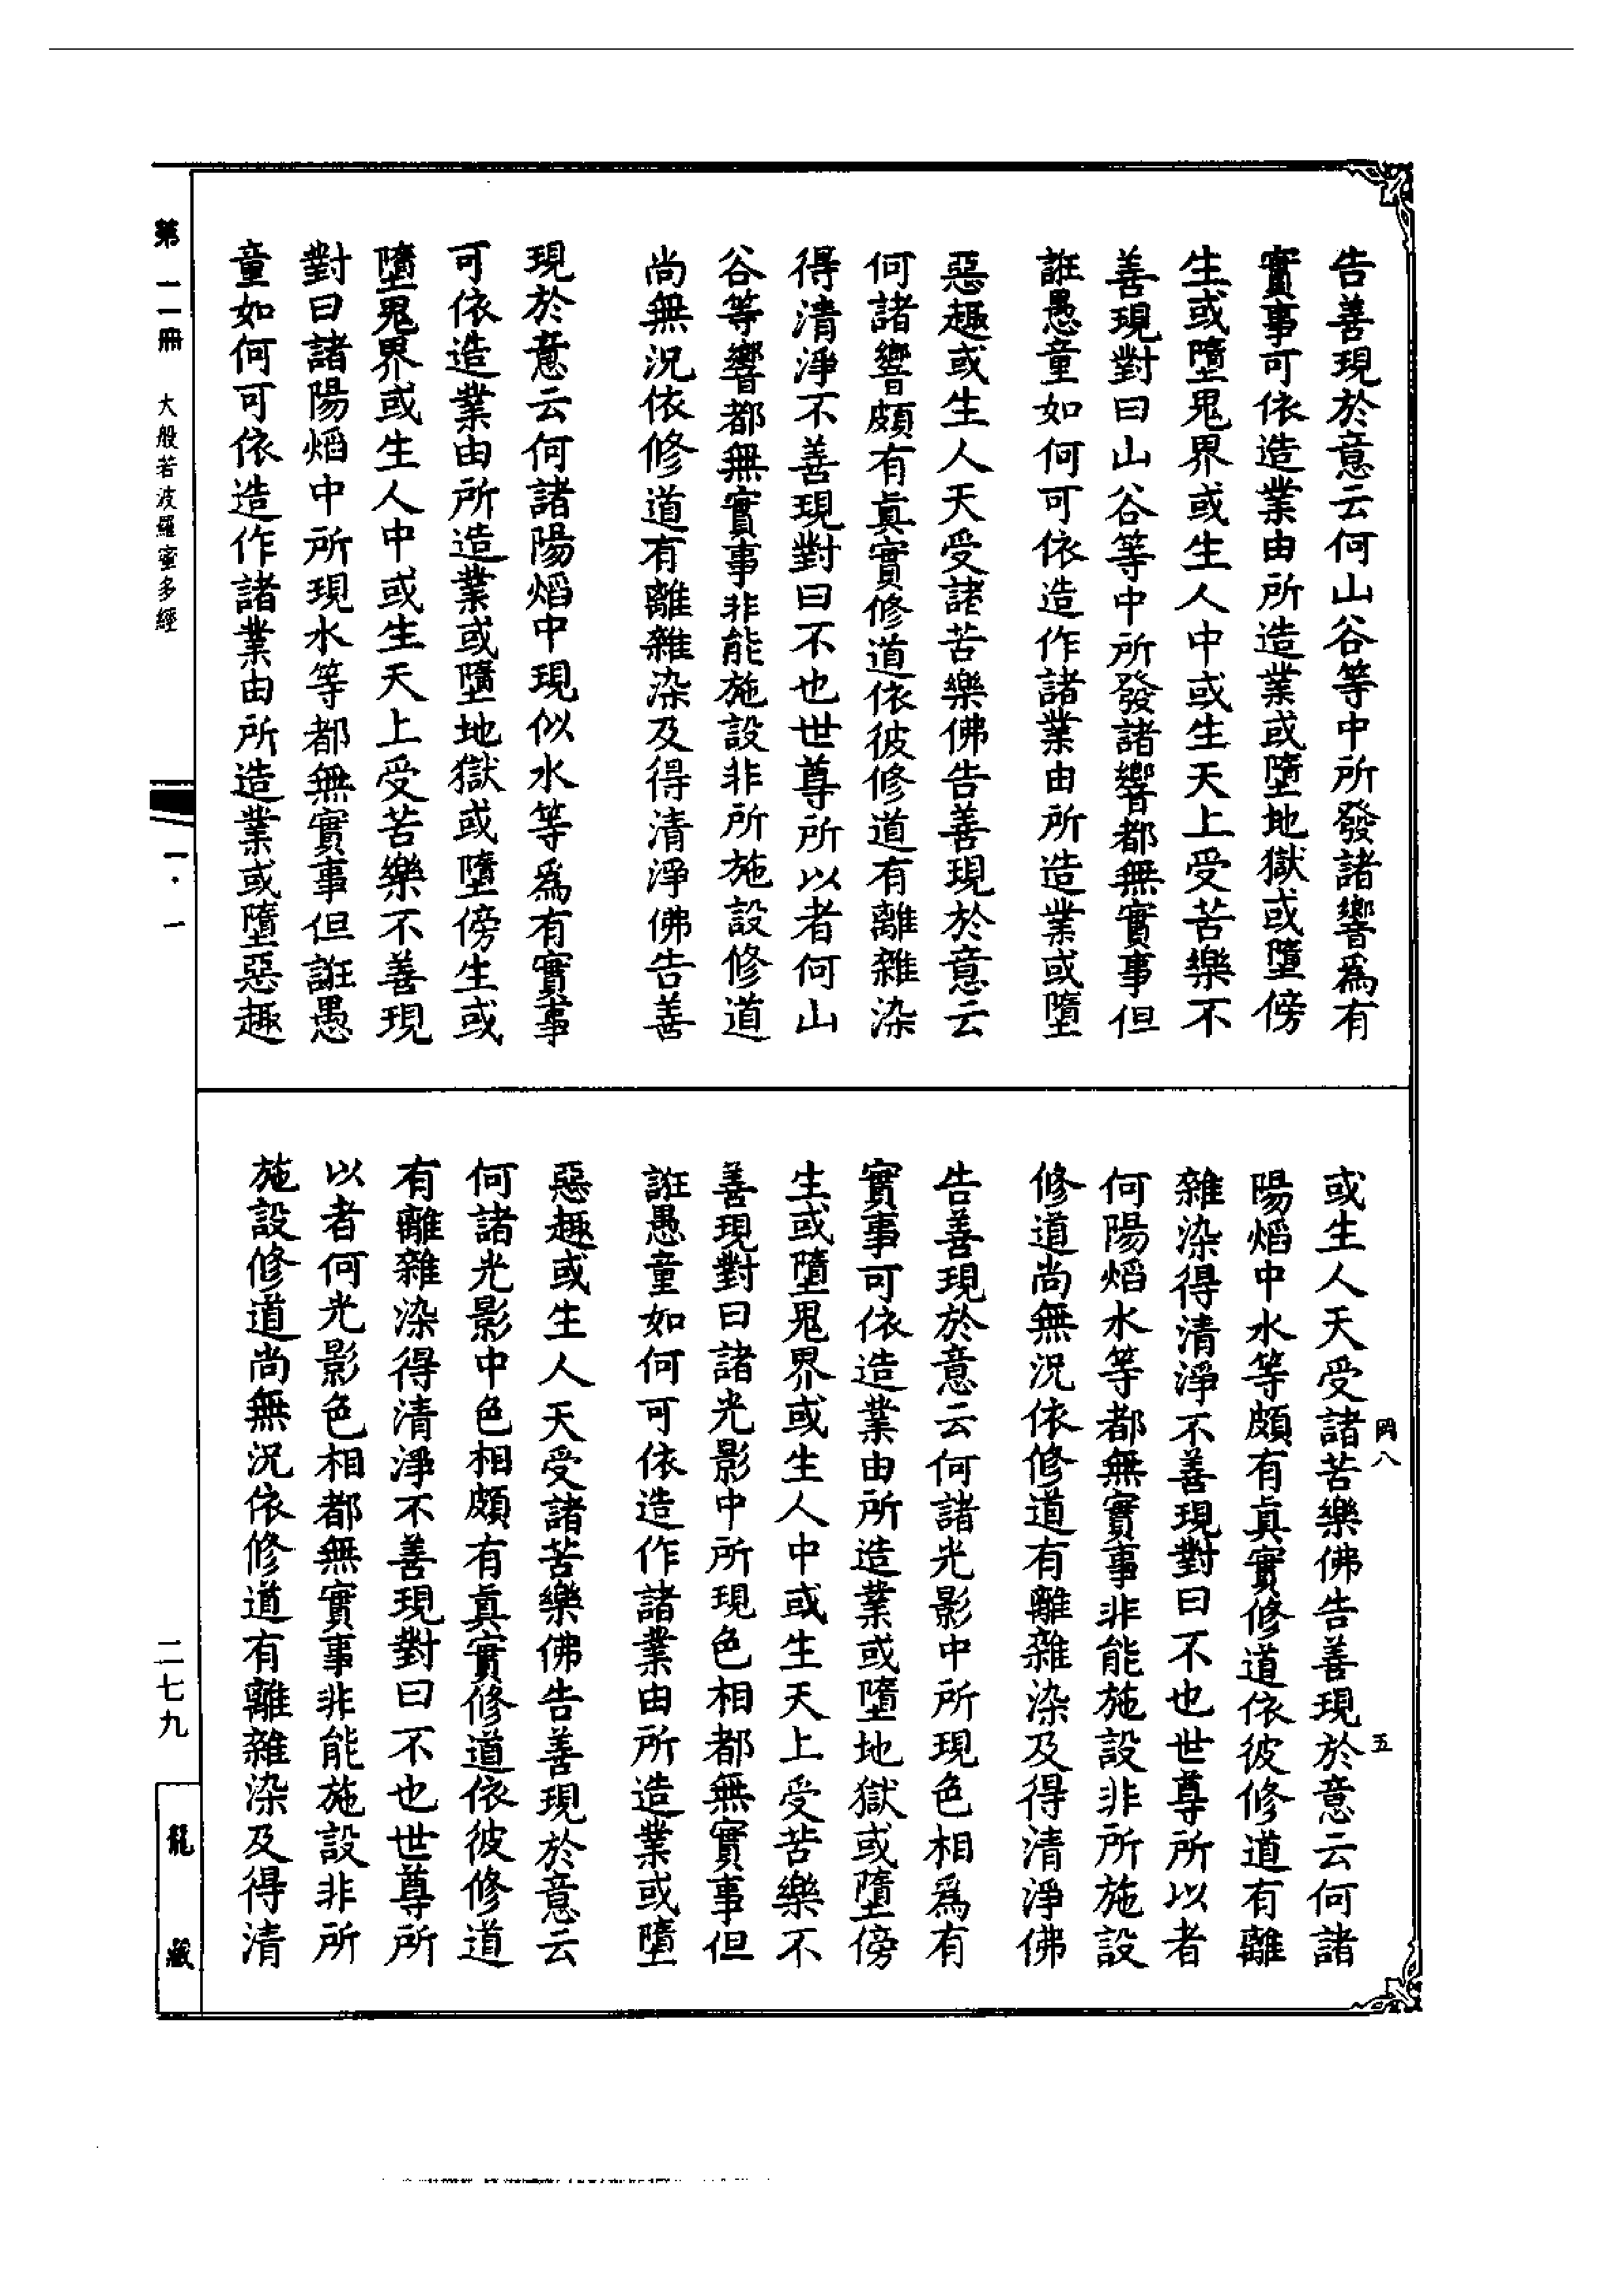 告善現於意云何山谷等中所發諸響爲有
實事可依造業由所造業或墮地獄或墮傍
生或墮鬼界或生人中或生天上受苦樂不
善現對曰山谷等中所發諸響都無實事但
誑愚童如何可依造作諸業由所造業或墮
惡趣或生人天受諸苦樂佛告善現於意云
何諸響頗有真實修道依彼修道有離雜染
得清淨不善現對曰不也世尊所以者何山
谷等響都無實事非能施設非所施設修道
尚無況依修道有離雜染及得清淨佛告善
現於意云何諸陽焰中現似水等爲有實事
可依造業由所造業或墮地獄或墮傍生或
墮鬼界或生人中或生天上受苦樂不善現
對曰諸陽焰中所現水等都無實事但誑愚
童如何可依造作諸業由所造業或墮惡趣
或生人天受諸苦樂佛告善現於意云何諸
陽焰中水等頗有真實修道依彼修道有離
雜染得清淨不善現對曰不也世尊所以者
何陽焰水等都無實事非能施設非所施設
修道尚無況依修道有離雜染及得清淨佛
告善現於意云何諸光影中所現色相爲有
實事可依造業由所造業或墮地獄或墮傍
生或墮鬼界或生人中或生天上受苦樂不
善現對曰諸光影中所現色相都無實事但
誑愚童如何可依造作諸業由所造業或墮
惡趣或生人天受諸苦樂佛告善現於意云
何諸光影中色相頗有真實修道依彼修道
有離雜染得清淨不善現對曰不也世尊所
以者何光影色相都無實事非能施設非所
施設修道尚無況依修道有離雜染及得清
八
五
第一一冊 大般若波羅蜜多經
一·一
二七九
龍藏